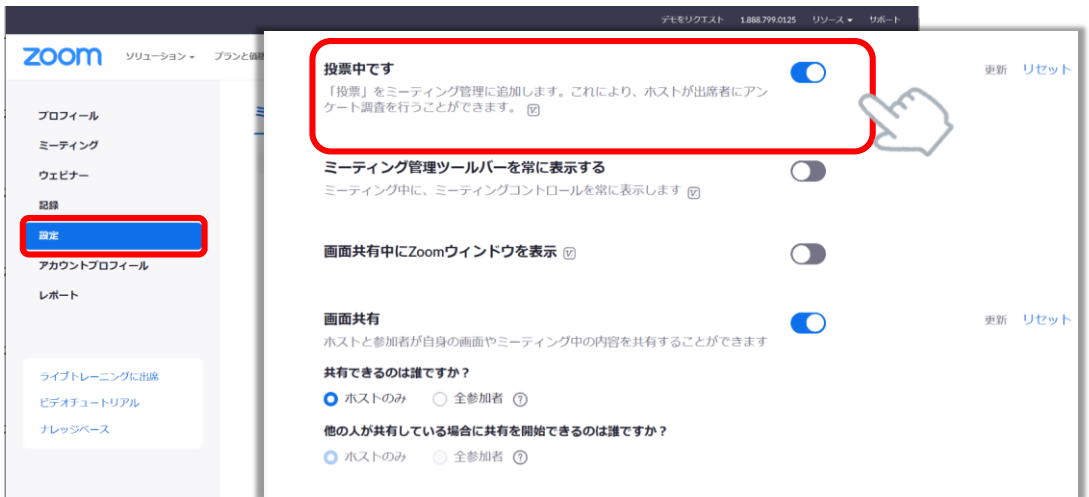 デモをリクエスト 1.888.799.0125 リソース サポート
zoom ソリューション プランと価格
プロフィール
ミーティング
ウェビナー
記録
設定
アカウントプロフィール
レポート
ライブトレーニングに出席
ビデオチュートリアル
ナレッジベース
投票中です 更新 リセット
「投票」をミーティング管理に追加します。これにより、ホストが出席者にアン
ケート調査を行うことができます。
ミーティング管理ツールバーを常に表示する
ミーティング中に、ミーティングコントロールを常に表示します
画面共有中にZoomウィンドウを表示
画面共有 更新 リセット
ホストと参加者が自身の画面やミーティング中の内容を共有することができます
共有できるのは誰ですか？
ホストのみ 全参加者
他の人が共有している場合に共有を開始できるのは誰ですか？
ホストのみ 全参加者